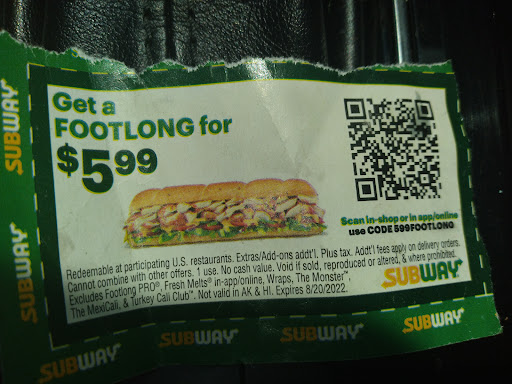 Get a
FOOTLONG for
$5.99
Scan in-shop or in app/online
use CODE 599FOOTLONG
Redeemable at participating U.S. restaurants. Extras/Add-ons addt'l. Plus tax. Addt'l fees apply on delivery orders.
Cannot combine with other offers. 1 use. No cash value. Void if sold, reproduced or altered, & where prohibited.
Excludes Footlong PRO®, Fresh Melts® in-app/online, Wraps, The Monster™,
The MexiCali, & Turkey Cali Club™. Not valid in AK & HI. Expires 8/20/2022.
SUBWAY
SUBWAY
SUBWAY
SUBWAY
SUBWAY
SUBWAY
SUBWAY